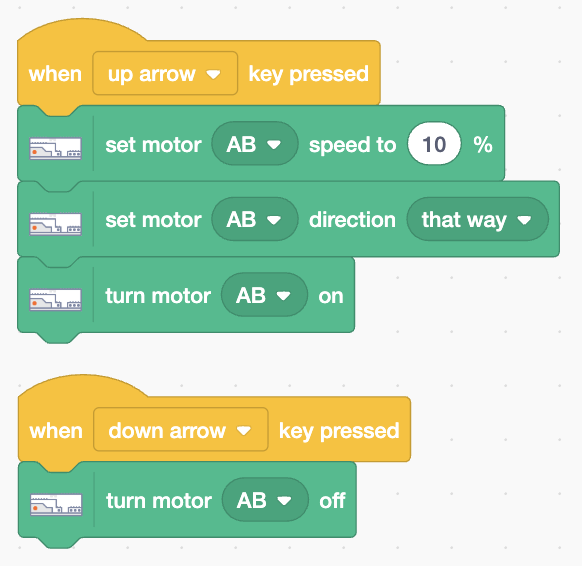 when up arrow key pressed
set motor AB speed to 10 %
set motor AB direction that way
turn motor AB on
when down arrow key pressed
turn motor AB off